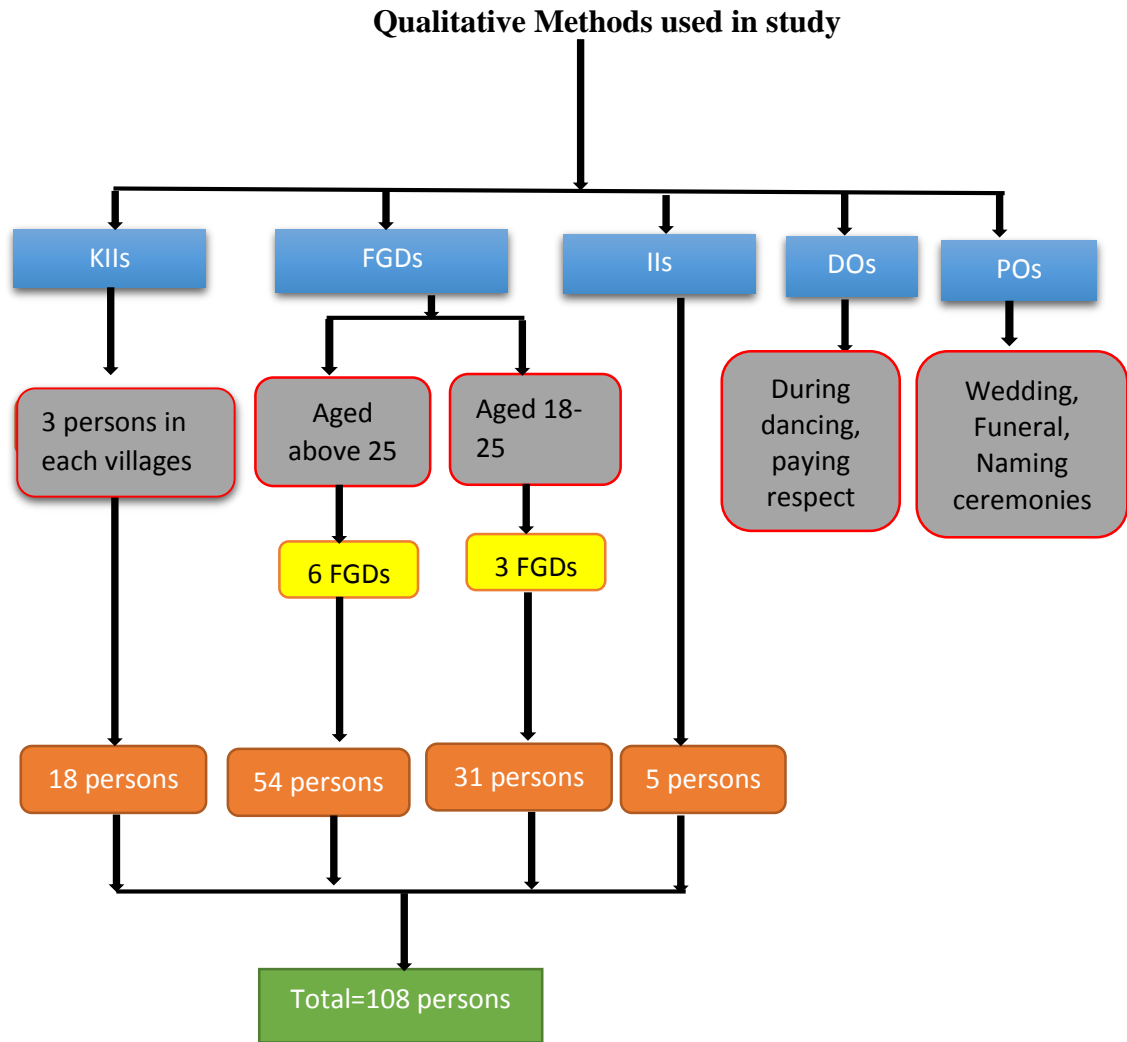 Qualitative Methods used in study
KIIs
FGDs
IIs
DOs
POs
3 persons in
each villages
Aged
above 25
Aged 18-
25
During
dancing,
paying
respect
Wedding,
Funeral,
Naming
ceremonies
6 FGDs
3 FGDs
18 persons
54 persons
31 persons
5 persons
Total=108 persons